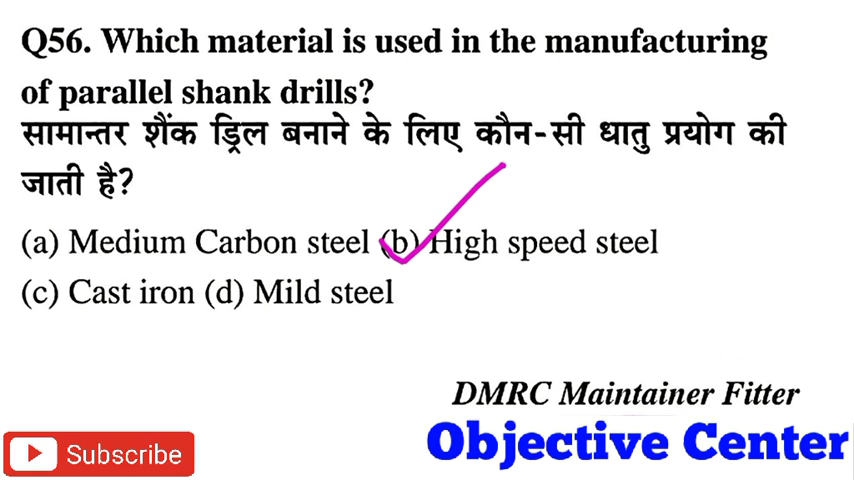 Q56. Which material is used in the manufacturing
of parallel shank drills?
सामान्तर शैंक ड्रिल बनाने के लिए कौन-सी धातु प्रयोग की
जाती है?
(a) Medium Carbon steel (b) High speed steel
(c) Cast iron (d) Mild steel
DMRC Maintainer Fitter
Objective Center
Subscribe